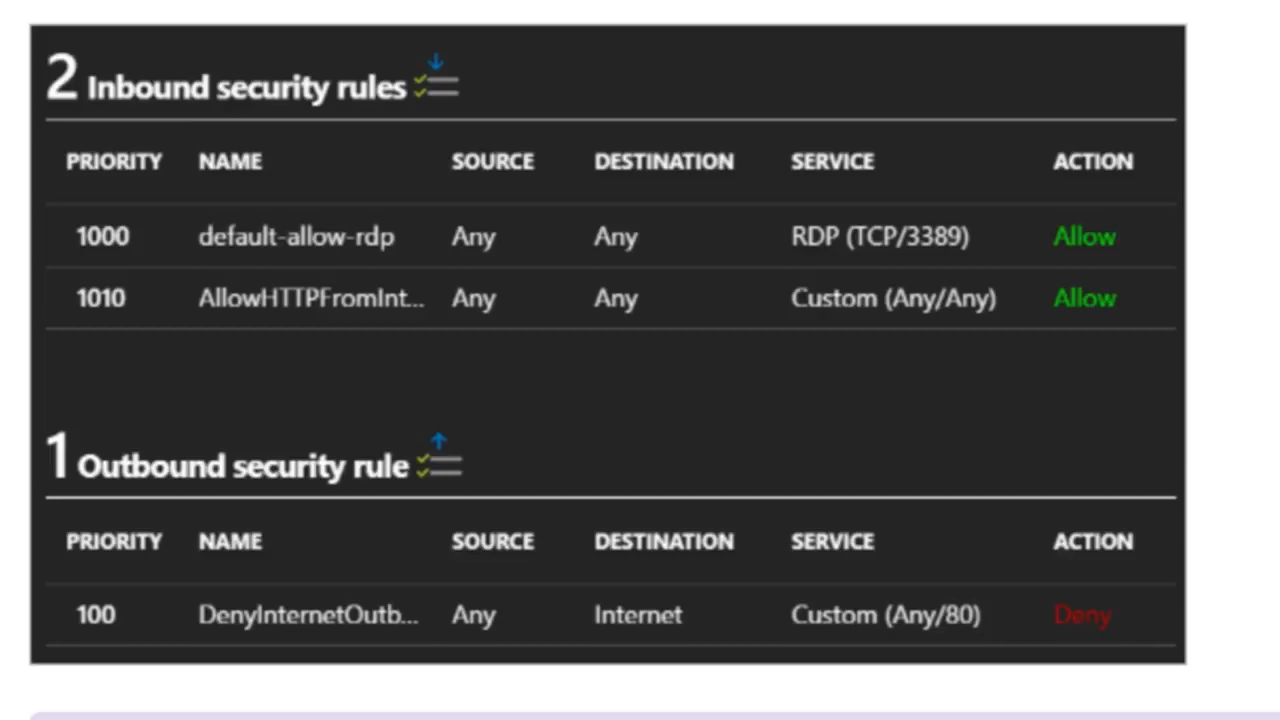 2 Inbound security rules
PRIORITY NAME SOURCE DESTINATION SERVICE ACTION
1000 default-allow-rdp Any Any RDP (TCP/3389) Allow
1010 AllowHTTPFromInt... Any Any Custom (Any/Any) Allow
1 Outbound security rule
PRIORITY NAME SOURCE DESTINATION SERVICE ACTION
100 DenyInternetOutb... Any Internet Custom (Any/80) Deny